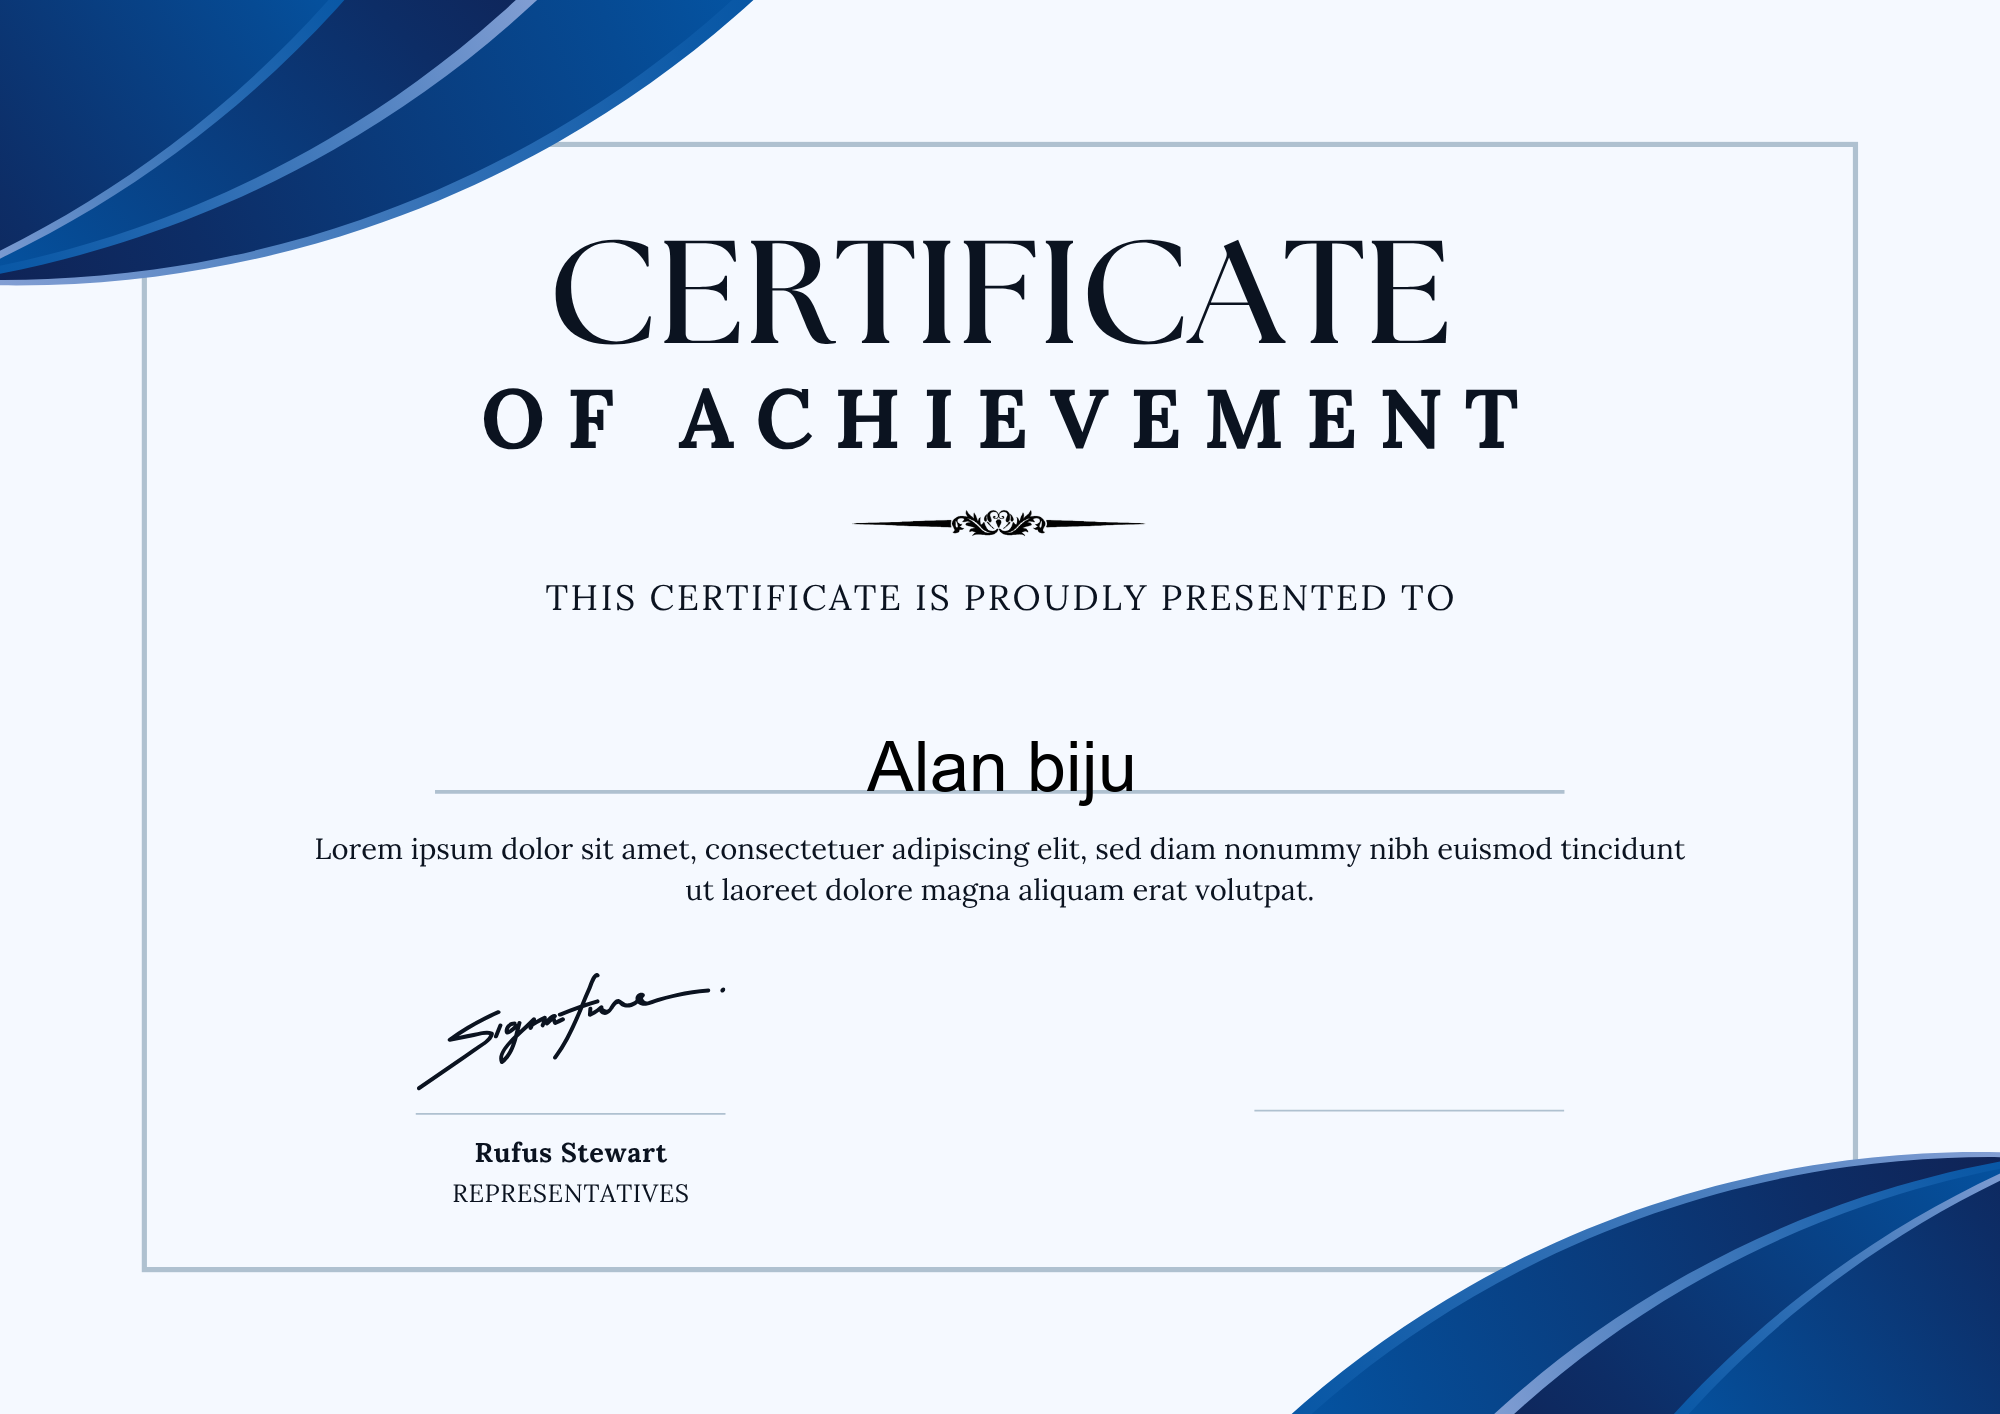 CERTIFICATE
OF ACHIEVEMENT
THIS CERTIFICATE IS PROUDLY PRESENTED TO
Alan biju
Lorem ipsum dolor sit amet, consectetuer adipiscing elit, sed diam nonummy nibh euismod tincidunt
ut laoreet dolore magna aliquam erat volutpat.
Signature
Rufus Stewart
REPRESENTATIVES